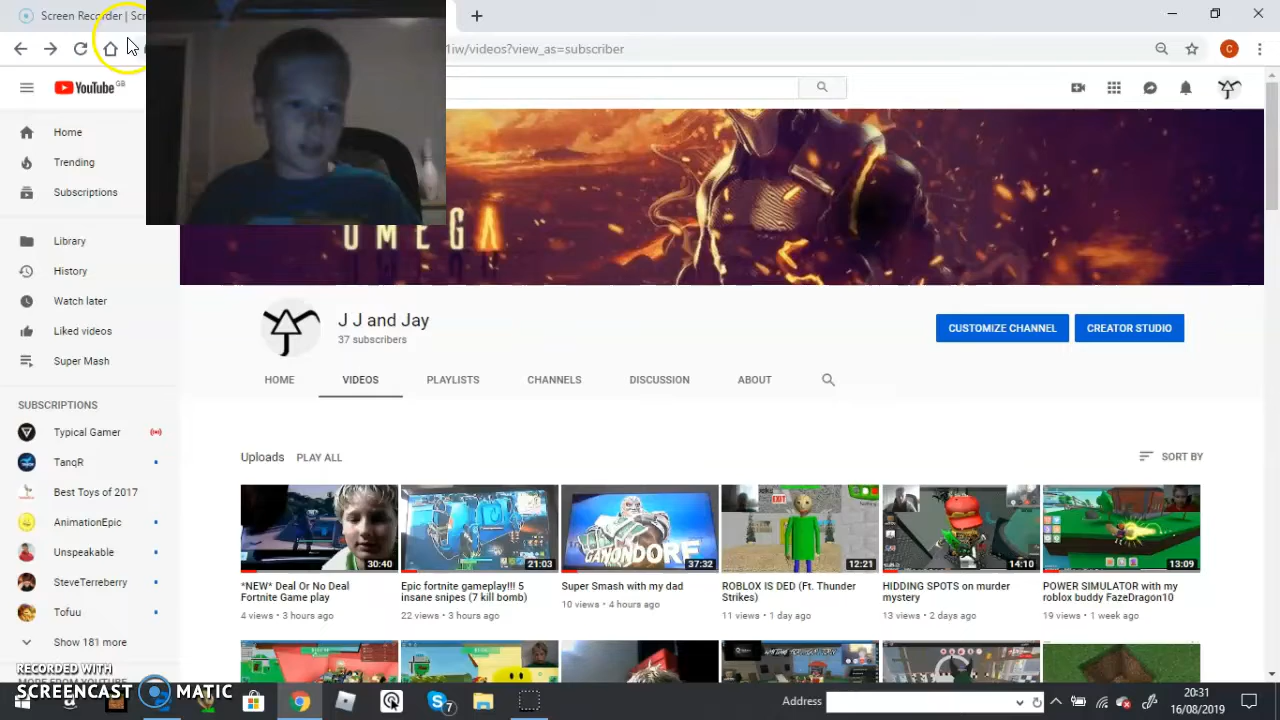 Screen Recorder | Scr
1iw/videos?view_as=subscriber
C
YouTube GB
Home
Trending
Subscriptions
Library
History
Watch later
Liked videos
Super Mash
SUBSCRIPTIONS
Typical Gamer
TanqR
Best Toys of 2017
AnimationEpic
Unspeakable
SteveTerreberry
Tofuu
Show 181 more
OMEGA
J J and Jay
37 subscribers
CUSTOMIZE CHANNEL
CREATOR STUDIO
HOME
VIDEOS
PLAYLISTS
CHANNELS
DISCUSSION
ABOUT
Uploads
PLAY ALL
SORT BY
30:40
21:03
GANONDORF
37:32
EXIT
12:21
14:10
13:09
*NEW* Deal Or No Deal
Fortnite Game play
4 views • 3 hours ago
Epic fortnite gameplay!!! 5
insane snipes (7 kill bomb)
22 views • 3 hours ago
Super Smash with my dad
10 views • 4 hours ago
ROBLOX IS DED (Ft. Thunder
Strikes)
11 views • 1 day ago
HIDDING SPOTS on murder
mystery
13 views • 2 days ago
POWER SIMULATOR with my
roblox buddy FazeDragon10
19 views • 1 week ago
RECORDED WITH
MORE FROM YOUTUBE
SCREENCAST MATIC
7
Address
20:31
16/08/2019